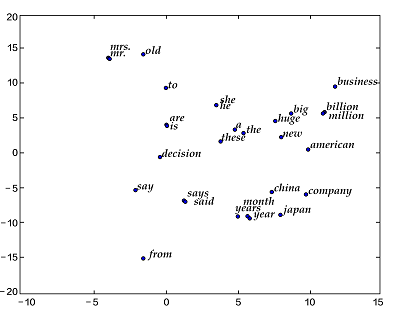 20
15
10
5
0
−5
−10
−15
−20
mrs.
mr.
old
to
she
he
business
are
is
a
the
these
huge
big
new
billion
million
american
decision
say
says
said
china
company
month
years
year
japan
from
−10
−5
0
5
10
15